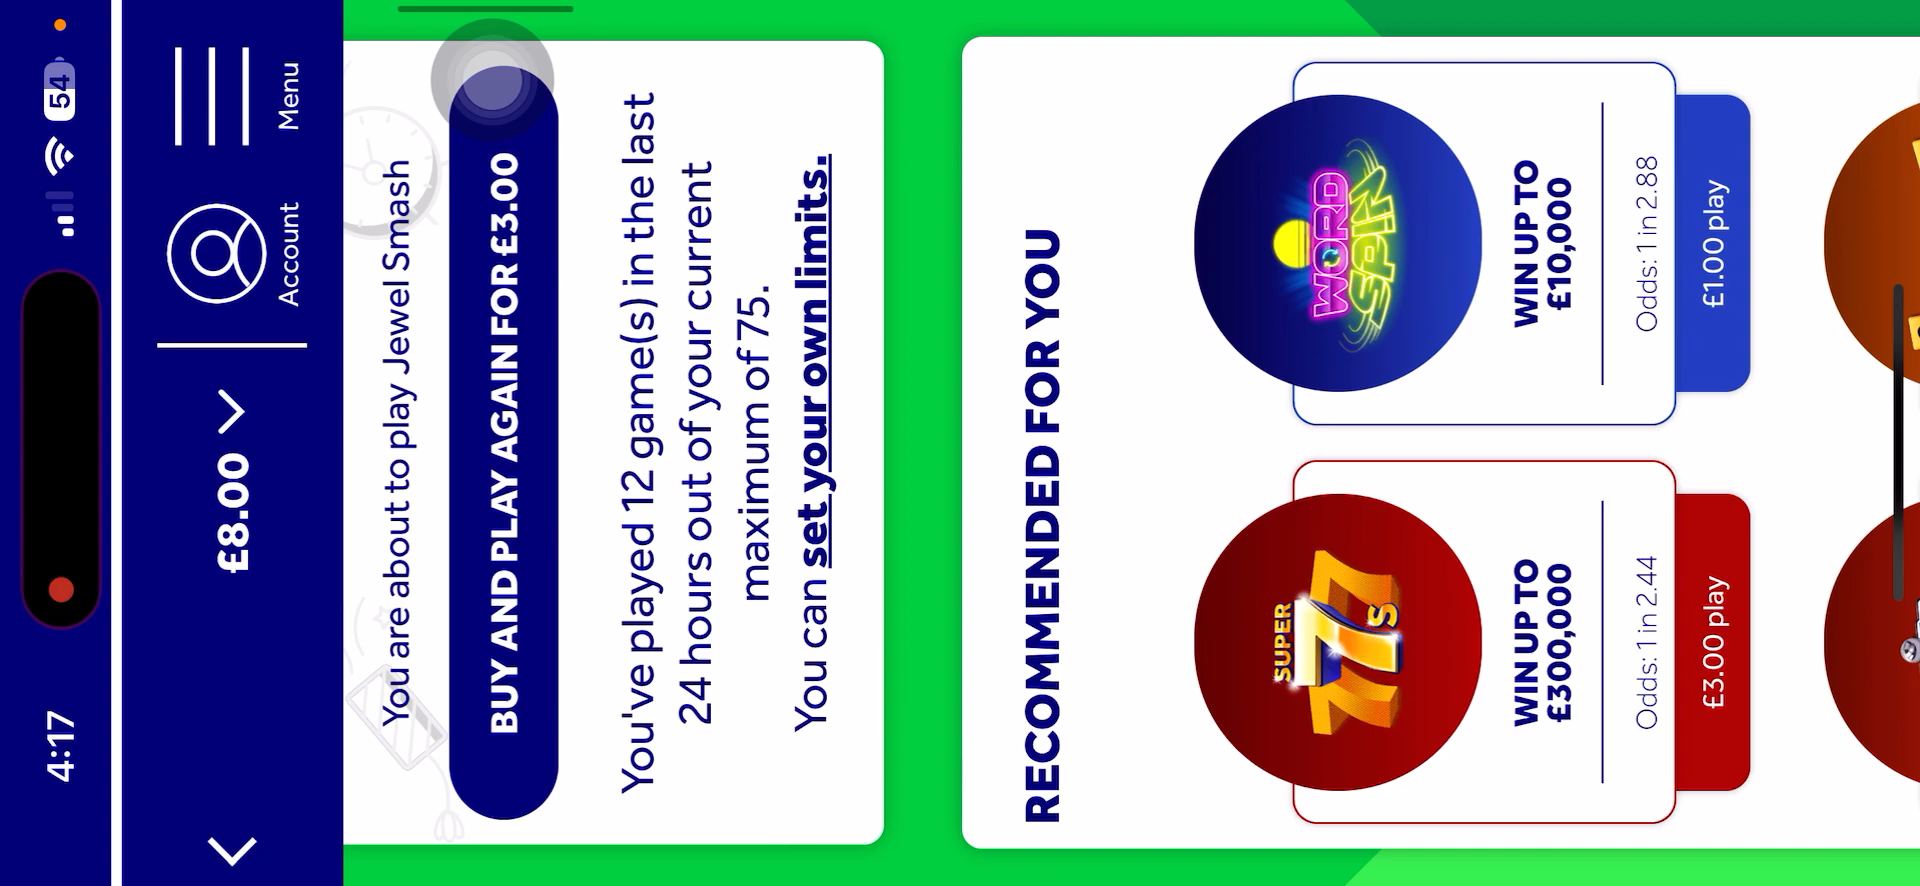 4:17
54
£8.00
Account
Menu
You are about to play Jewel Smash
BUY AND PLAY AGAIN FOR £3.00
You've played 12 game(s) in the last
24 hours out of your current
maximum of 75.
You can set your own limits.
RECOMMENDED FOR YOU
SUPER
777s
WIN UP TO
£300,000
Odds: 1 in 2.44
£3.00 play
WORD
SPIN
WIN UP TO
£10,000
Odds: 1 in 2.88
£1.00 play